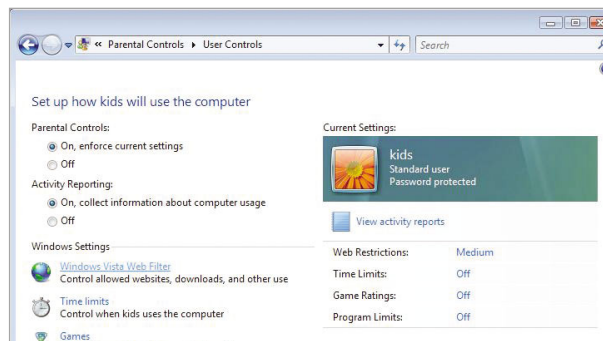 « Parental Controls ▸ User Controls
Search
Set up how kids will use the computer
Parental Controls:
On, enforce current settings
Off
Activity Reporting:
On, collect information about computer usage
Off
Windows Settings
Windows Vista Web Filter
Control allowed websites, downloads, and other use
Time limits
Control when kids uses the computer
Games
Current Settings:
kids
Standard user
Password protected
View activity reports
Web Restrictions: Medium
Time Limits: Off
Game Ratings: Off
Program Limits: Off